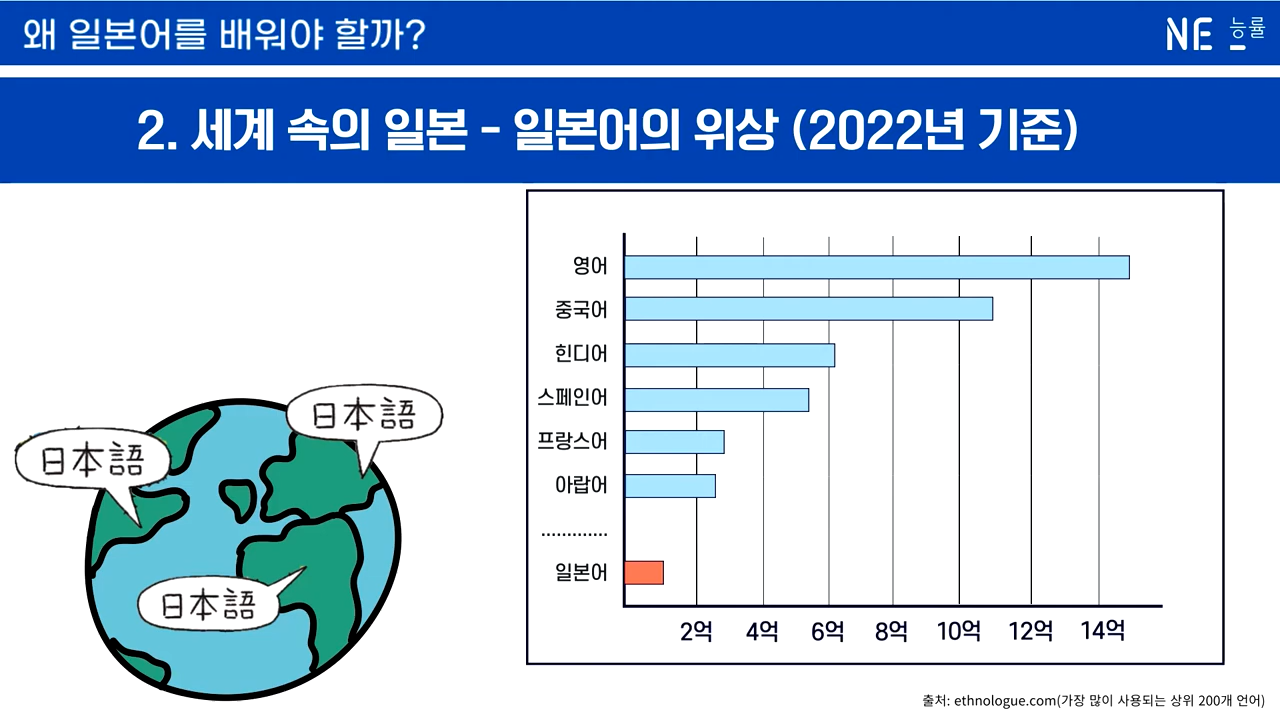 왜 일본어를 배워야 할까?
NE 능률
2. 세계 속의 일본 - 일본어의 위상 (2022년 기준)
영어
중국어
힌디어
스페인어
프랑스어
아랍어
.............
일본어
2억 4억 6억 8억 10억 12억 14억
日本語
日本語
日本語
출처: ethnologue.com(가장 많이 사용되는 상위 200개 언어)